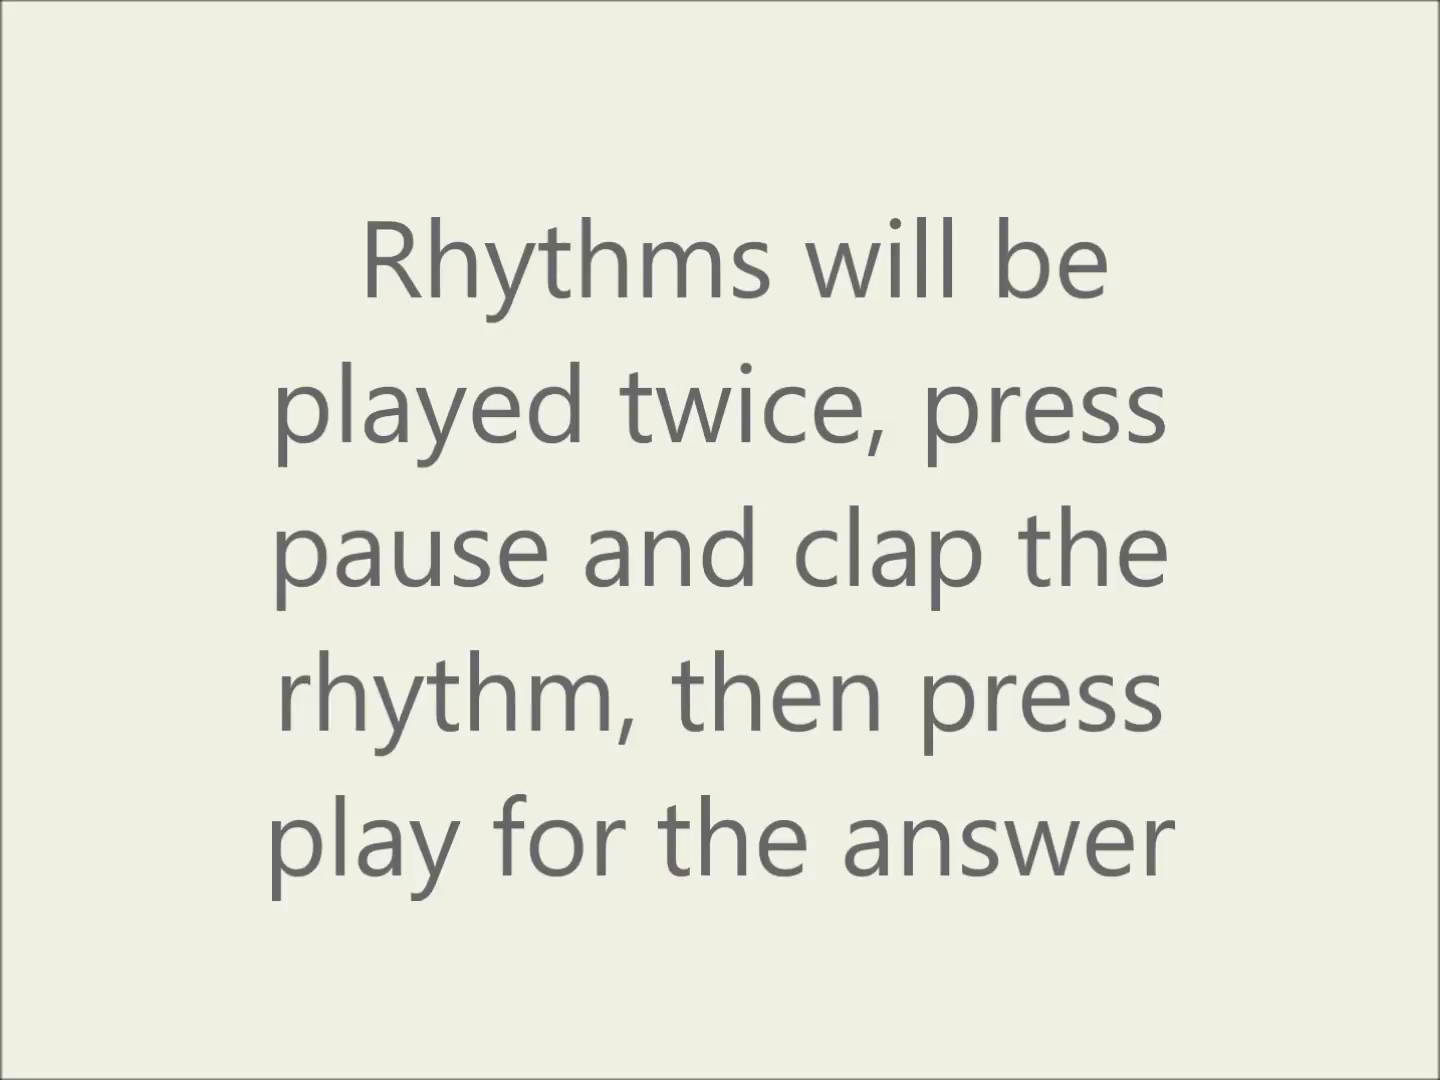 Rhythms will be
played twice, press
pause and clap the
rhythm, then press
play for the answer